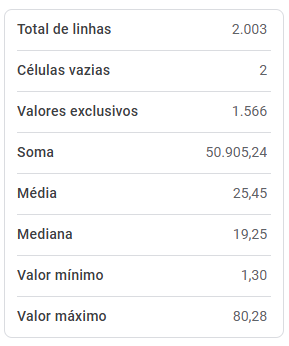 Total de linhas 2.003
Células vazias 2
Valores exclusivos 1.566
Soma 50.905,24
Média 25,45
Mediana 19,25
Valor mínimo 1,30
Valor máximo 80,28